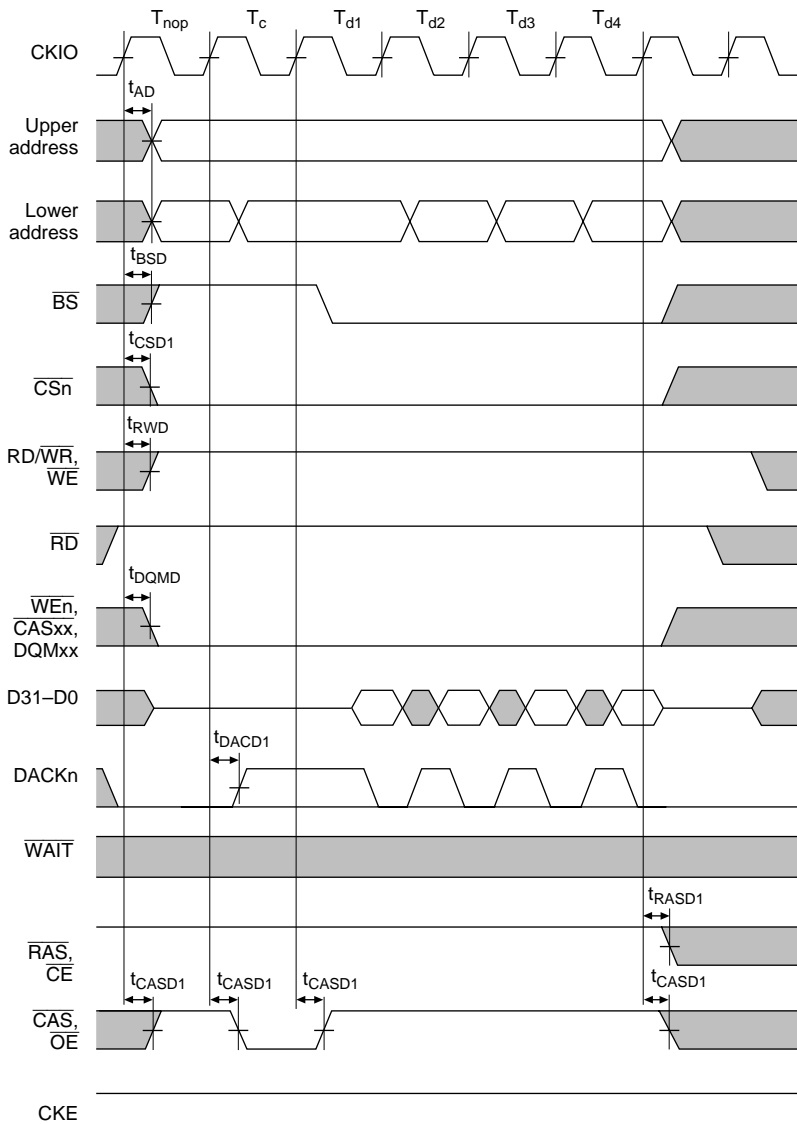 Tnop Tc Td1 Td2 Td3 Td4
CKIO
tAD
Upper
address
Lower
address
tBSD
BS
tCSD1
CSn
tRWD
RD/WR,
WE
RD
tDQMD
WEn,
CASxx,
DQMxx
D31–D0
tDACD1
DACKn
WAIT
tRASD1
RAS,
CE
tCASD1 tCASD1 tCASD1 tCASD1
CAS,
OE
CKE